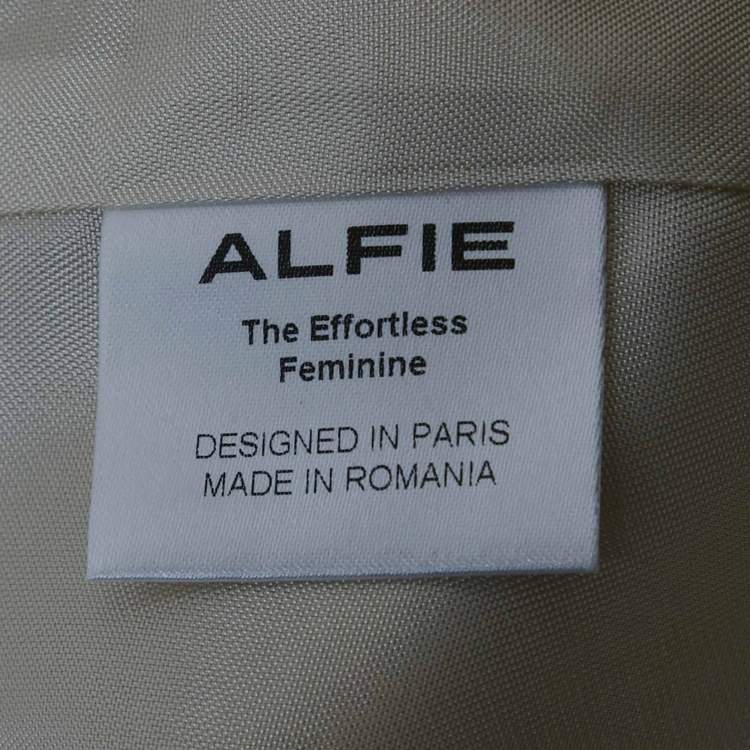 ALFIE
The Effortless
Feminine
DESIGNED IN PARIS
MADE IN ROMANIA